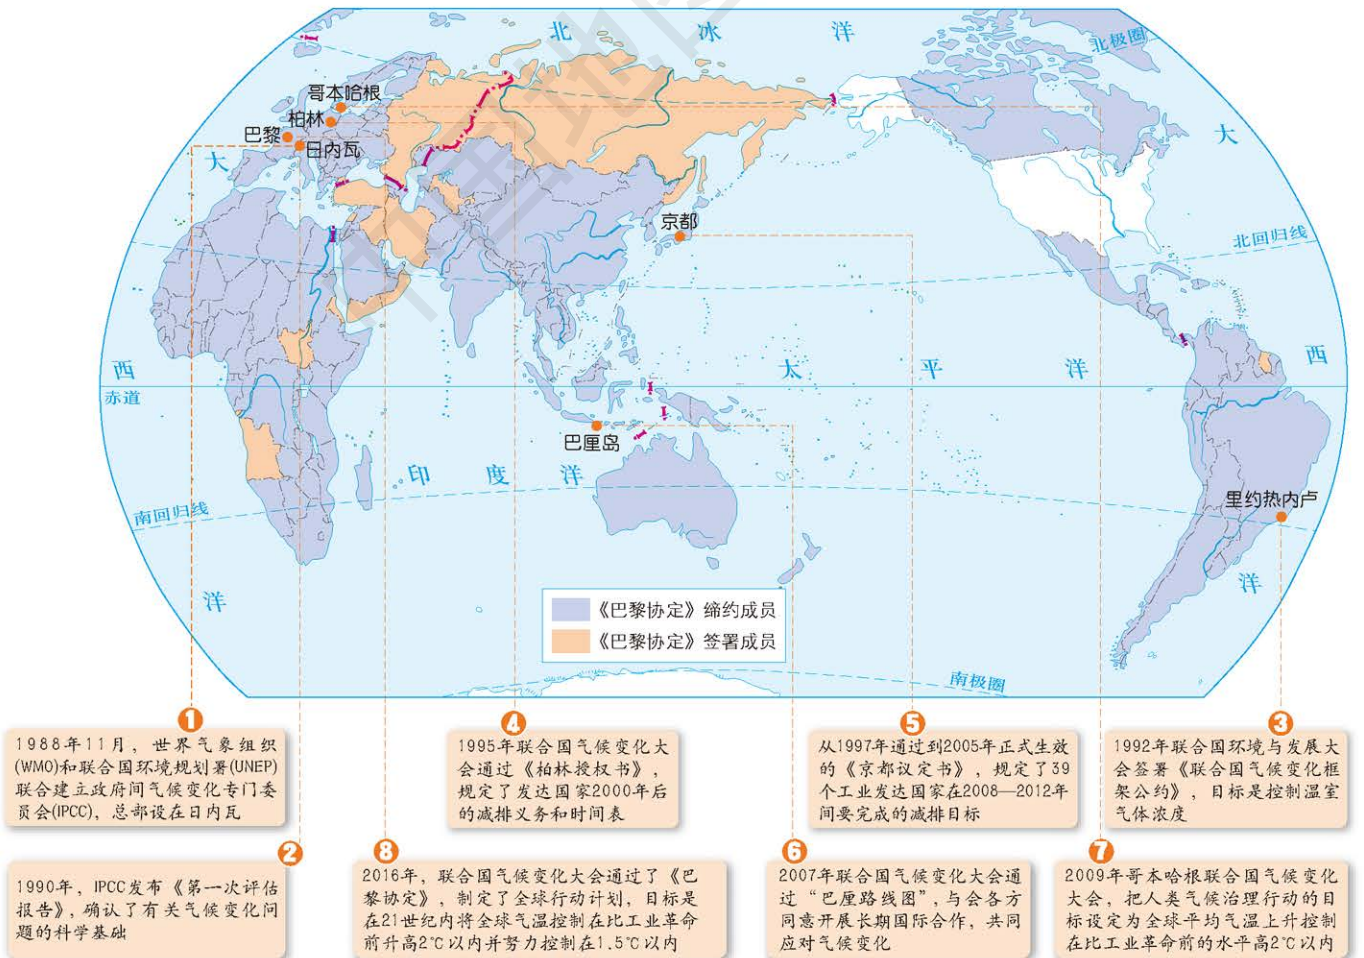 北 冰 洋
北极圈
哥本哈根
柏林
巴黎
日内瓦
大
大
京都
北回归线
西
赤道
太 平 洋
西
巴厘岛
印 度 洋
南回归线
里约热内卢
洋
洋
《巴黎协定》缔约成员
《巴黎协定》签署成员
南极圈
1
1988年11月，世界气象组织
(WMO)和联合国环境规划署(UNEP)
联合建立政府间气候变化专门委
员会(IPCC)，总部设在日内瓦
4
1995年联合国气候变化大
会通过《柏林授权书》，
规定了发达国家2000年后
的减排义务和时间表
5
从1997年通过到2005年正式生效
的《京都议定书》，规定了39
个工业发达国家在2008—2012年
间要完成的减排目标
3
1992年联合国环境与发展大
会签署《联合国气候变化框
架公约》，目标是控制温室
气体浓度
2
1990年，IPCC发布《第一次评估
报告》，确认了有关气候变化问
题的科学基础
8
2016年，联合国气候变化大会通过了《巴
黎协定》，制定了全球行动计划，目标是
在21世纪内将全球气温控制在比工业革命
前升高2℃以内并努力控制在1.5℃以内
6
2007年联合国气候变化大会通
过“巴厘路线图”，与会各方
同意开展长期国际合作，共同
应对气候变化
7
2009年哥本哈根联合国气候变化
大会，把人类气候治理行动的目
标设定为全球平均气温上升控制
在比工业革命前的水平高2℃以内